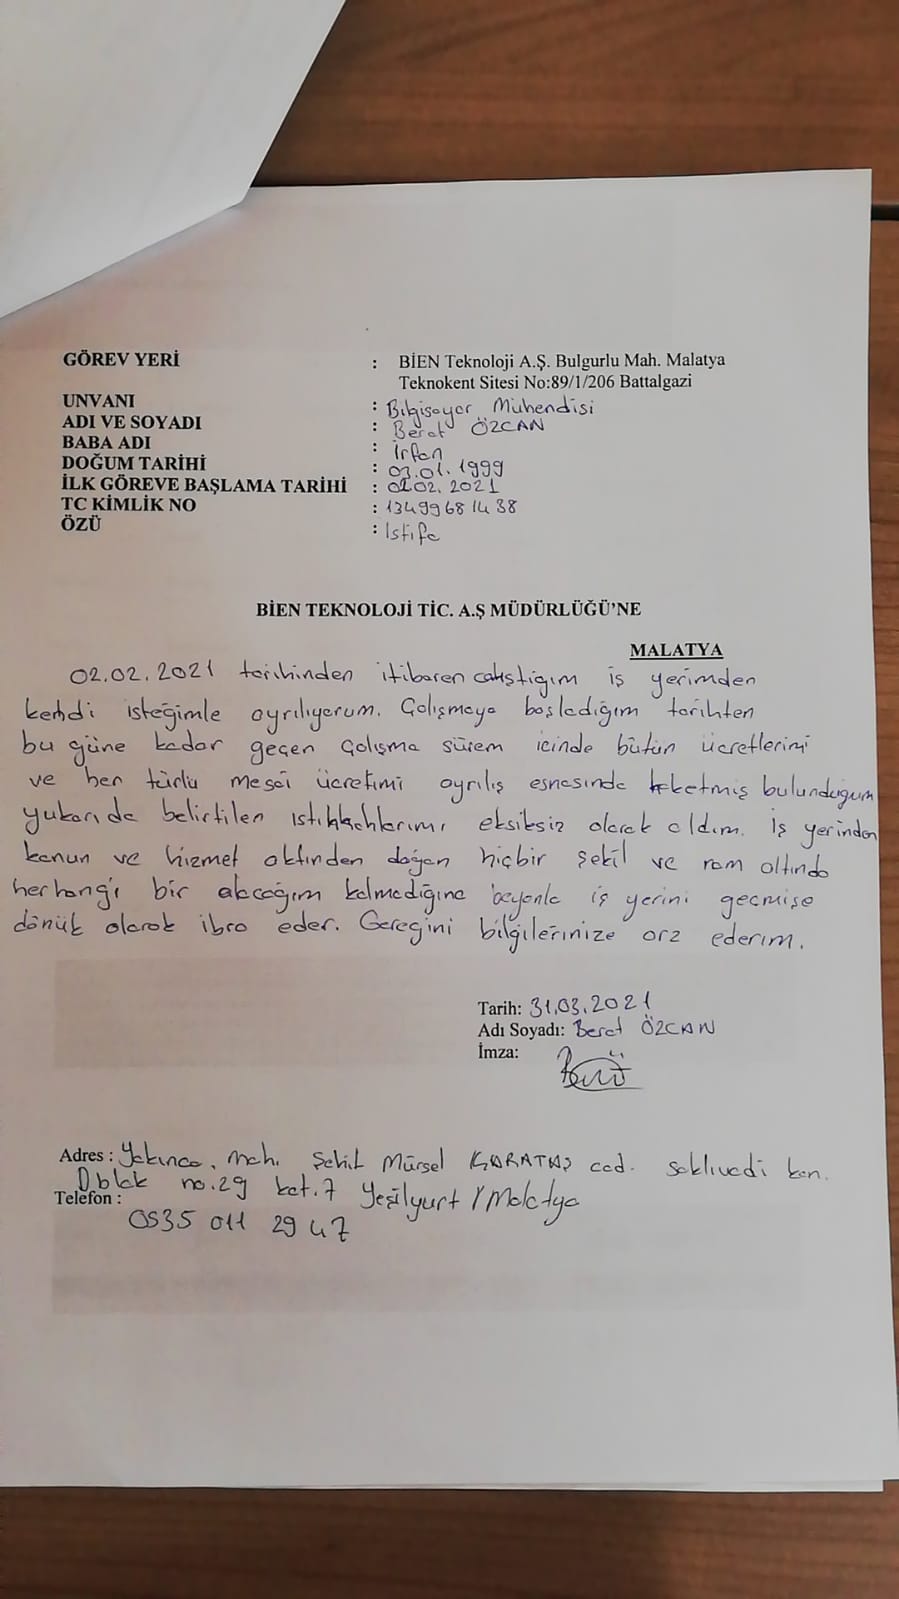 GÖREV YERİ : BİEN Teknoloji A.Ş. Bulgurlu Mah. Malatya
Teknokent Sitesi No:89/1/206 Battalgazi
UNVANI : Bilgisayar Mühendisi
ADI VE SOYADI : Berat ÖZCAN
BABA ADI : İrfan
DOĞUM TARİHİ : 03.01.1999
İLK GÖREVE BAŞLAMA TARİHİ : 02.02.2021
TC KİMLİK NO : 13499681438
ÖZÜ : Istifa
BİEN TEKNOLOJİ TİC. A.Ş MÜDÜRLÜĞÜ'NE
MALATYA
02.02.2021 tarihinden itibaren calıştığım iş yerimden
kendi isteğimle ayrılıyorum. Çalışmaya başladığım tarihten
bu güne kadar geçen çalışma sürem icinde bütün ücretlerimi
ve her türlü mesai ücretimi ayrılış esnasında haketmiş bulunduğum
yukarıda belirtilen eksiksiz olarak aldım. İş yerinden
kanun ve hizmet aktinden doğan hiçbir şekil ve nam altında
herhangi bir alacağım kalmadığına beyanla iş yerini geçmişe
dönük olarak ibra eder. Gereğini bilgilerinize arz ederim.
Tarih: 31.03.2021
Adı Soyadı: Berat ÖZCAN
İmza:
Adres : Yakınca. Mah. Şehit Mürsel KARATAŞ cad. saklıvadi kon.
D blok no.29 kat.7 Yeşilyurt / Malatya
Telefon :
0535 011 29 47